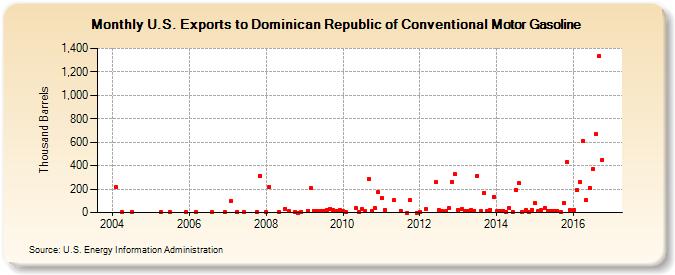 Monthly U.S. Exports to Dominican Republic of Conventional Motor Gasoline
Thousand Barrels
1,400
1,200
1,000
800
600
400
200
0
2004 2006 2008 2010 2012 2014 2016
Source: U.S. Energy Information Administration